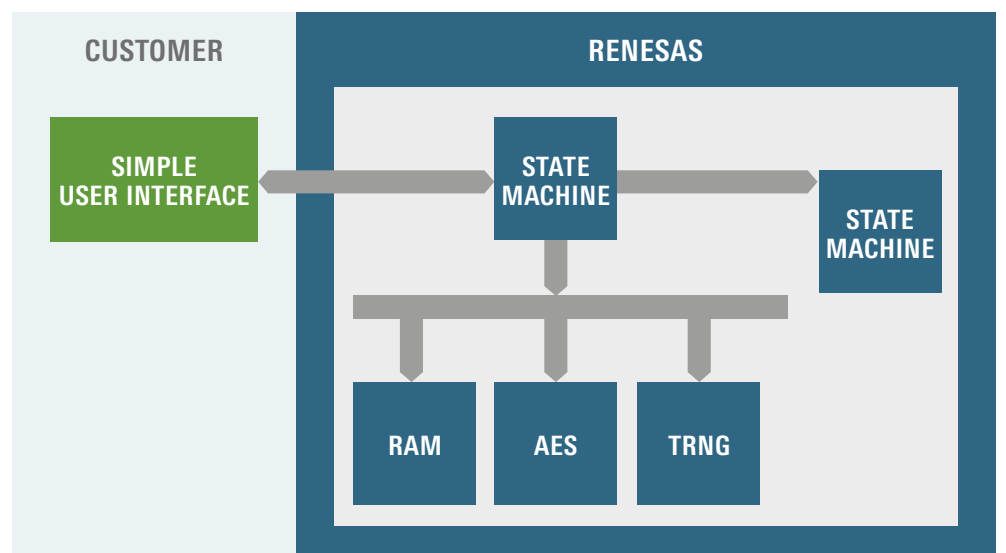 CUSTOMER
RENESAS
SIMPLE
USER INTERFACE
STATE
MACHINE
STATE
MACHINE
RAM
AES
TRNG